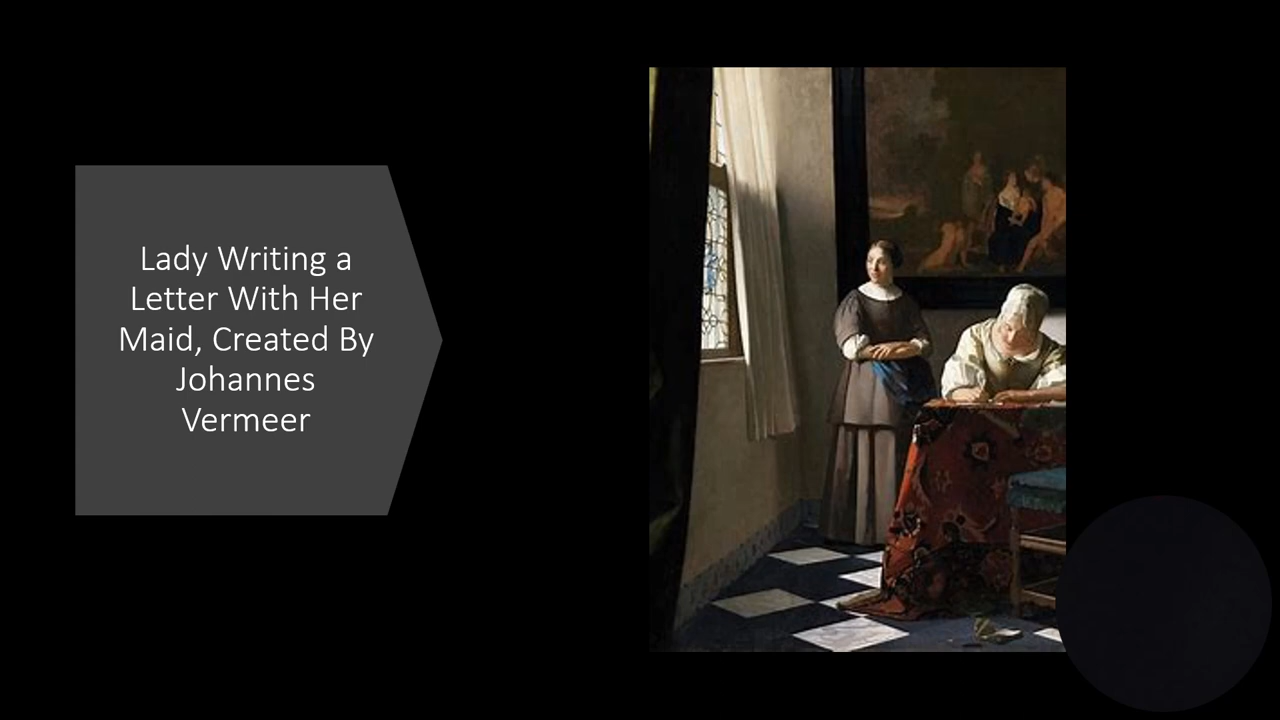 Lady Writing a
Letter With Her
Maid, Created By
Johannes
Vermeer